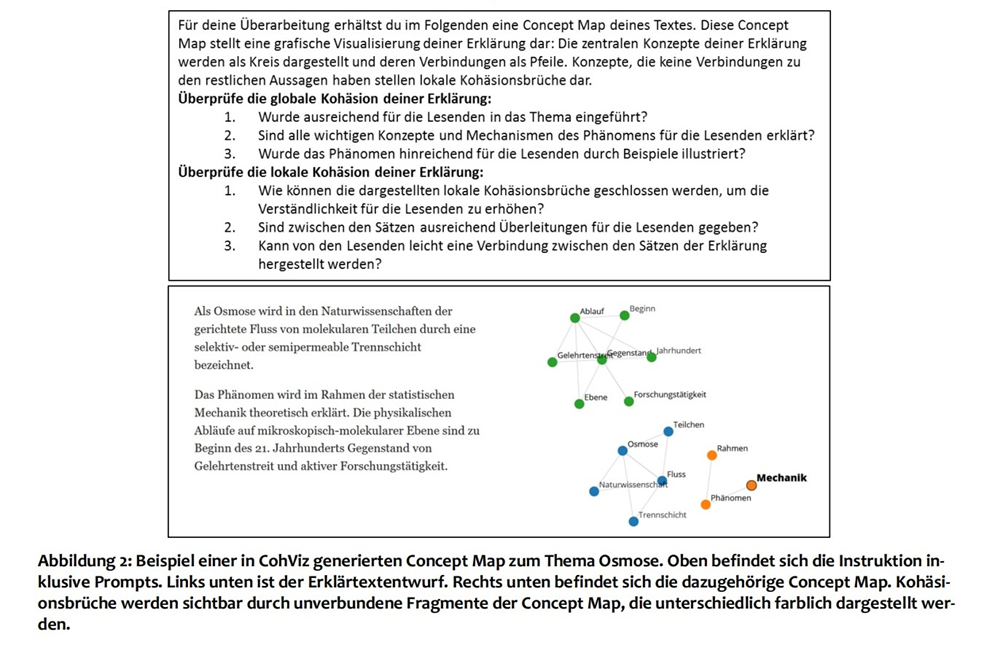 Für deine Überarbeitung erhältst du im Folgenden eine Concept Map deines Textes. Diese Concept
Map stellt eine grafische Visualisierung deiner Erklärung dar: Die zentralen Konzepte deiner Erklärung
werden als Kreis dargestellt und deren Verbindungen als Pfeile. Konzepte, die keine Verbindungen zu
den restlichen Aussagen haben stellen lokale Kohäsionsbrüche dar.
Überprüfe die globale Kohäsion deiner Erklärung:
1. Wurde ausreichend für die Lesenden in das Thema eingeführt?
2. Sind alle wichtigen Konzepte und Mechanismen des Phänomens für die Lesenden erklärt?
3. Wurde das Phänomen hinreichend für die Lesenden durch Beispiele illustriert?
Überprüfe die lokale Kohäsion deiner Erklärung:
1. Wie können die dargestellten lokale Kohäsionsbrüche geschlossen werden, um die
Verständlichkeit für die Lesenden zu erhöhen?
2. Sind zwischen den Sätzen ausreichend Überleitungen für die Lesenden gegeben?
3. Kann von den Lesenden leicht eine Verbindung zwischen den Sätzen der Erklärung
hergestellt werden?
Als Osmose wird in den Naturwissenschaften der
gerichtete Fluss von molekularen Teilchen durch eine
selektiv- oder semipermeable Trennschicht
bezeichnet.
Das Phänomen wird im Rahmen der statistischen
Mechanik theoretisch erklärt. Die physikalischen
Abläufe auf mikroskopisch-molekularer Ebene sind zu
Beginn des 21. Jahrhunderts Gegenstand von
Gelehrtenstreit und aktiver Forschungstätigkeit.
Ablauf
Beginn
Gelehrtenstreit
Gegenstand
Jahrhundert
Ebene
Forschungstätigkeit
Teilchen
Osmose
Rahmen
Fluss
Mechanik
Naturwissenschaft
Phänomen
Trennschicht
Abbildung 2: Beispiel einer in CohViz generierten Concept Map zum Thema Osmose. Oben befindet sich die Instruktion in-
klusive Prompts. Links unten ist der Erklärtextentwurf. Rechts unten befindet sich die dazugehörige Concept Map. Kohäsi-
onsbrüche werden sichtbar durch unverbundene Fragmente der Concept Map, die unterschiedlich farblich dargestellt wer-
den.